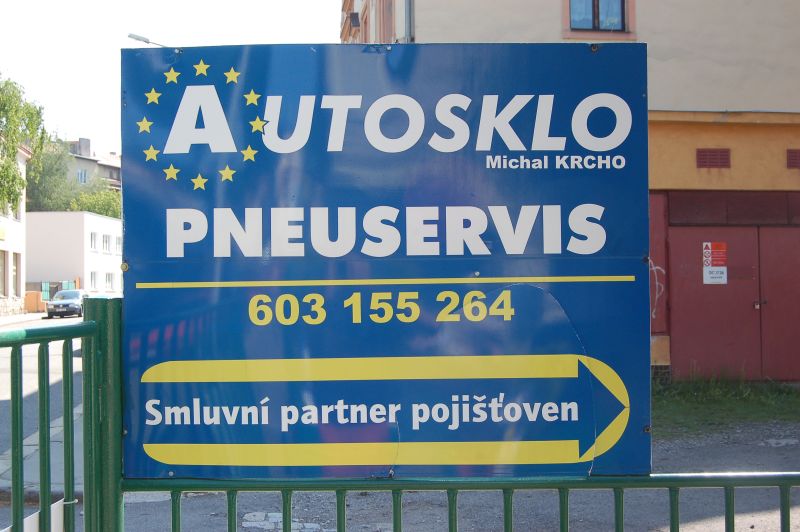 AUTOSKLO
Michal KRCHO
PNEUSERVIS
603 155 264
Smluvní partner pojišťoven